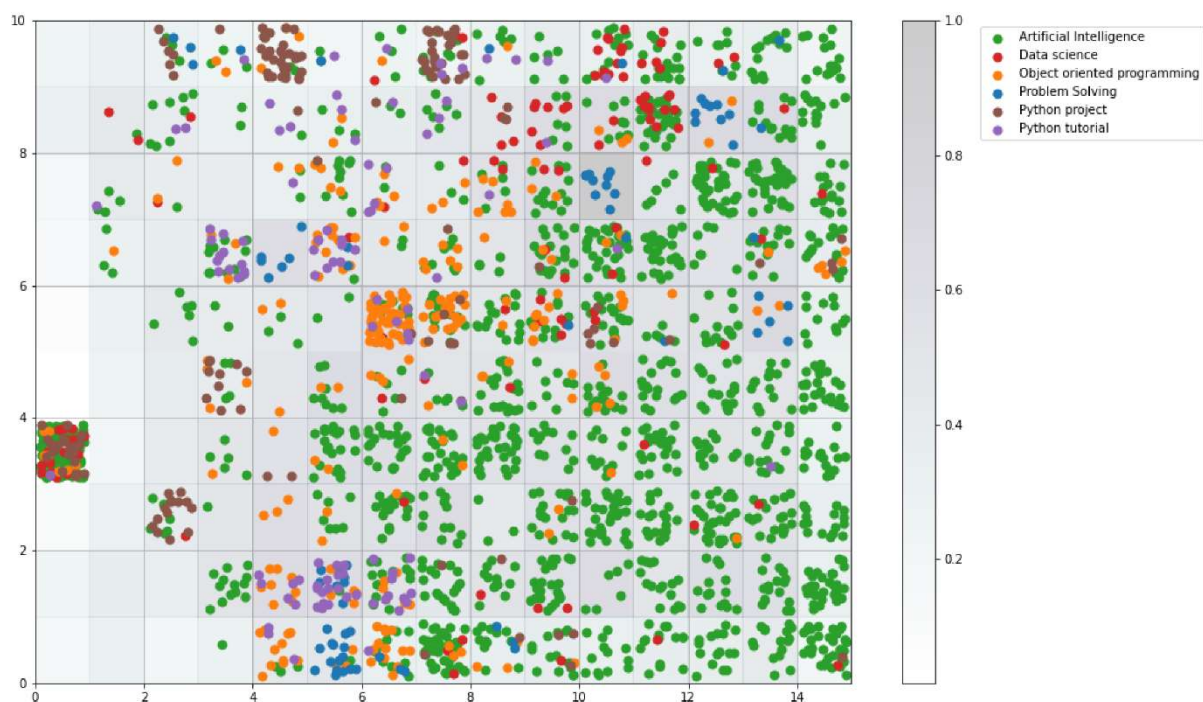 10
8
6
4
2
0
0 2 4 6 8 10 12 14
1.0
0.8
0.6
0.4
0.2
Artificial Intelligence
Data science
Object oriented programming
Problem Solving
Python project
Python tutorial